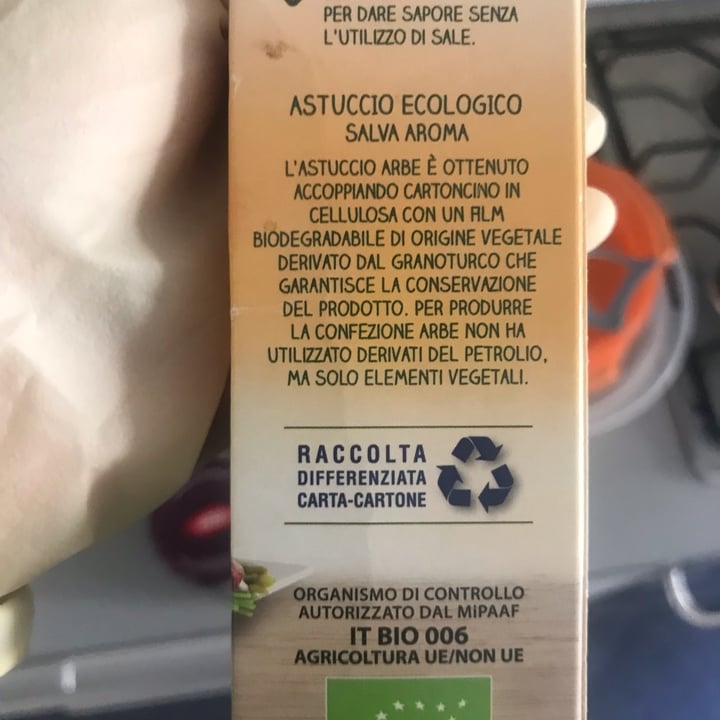 PER DARE SAPORE SENZA
L'UTILIZZO DI SALE.
ASTUCCIO ECOLOGICO
SALVA AROMA
L'ASTUCCIO ARBE È OTTENUTO
ACCOPPIANDO CARTONCINO IN
CELLULOSA CON UN FILM
BIODEGRADABILE DI ORIGINE VEGETALE
DERIVATO DAL GRANOTURCO CHE
GARANTISCE LA CONSERVAZIONE
DEL PRODOTTO. PER PRODURRE
LA CONFEZIONE ARBE NON HA
UTILIZZATO DERIVATI DEL PETROLIO,
MA SOLO ELEMENTI VEGETALI.
RACCOLTA
DIFFERENZIATA
CARTA-CARTONE
ORGANISMO DI CONTROLLO
AUTORIZZATO DAL MIPAAF
IT BIO 006
AGRICOLTURA UE/NON UE